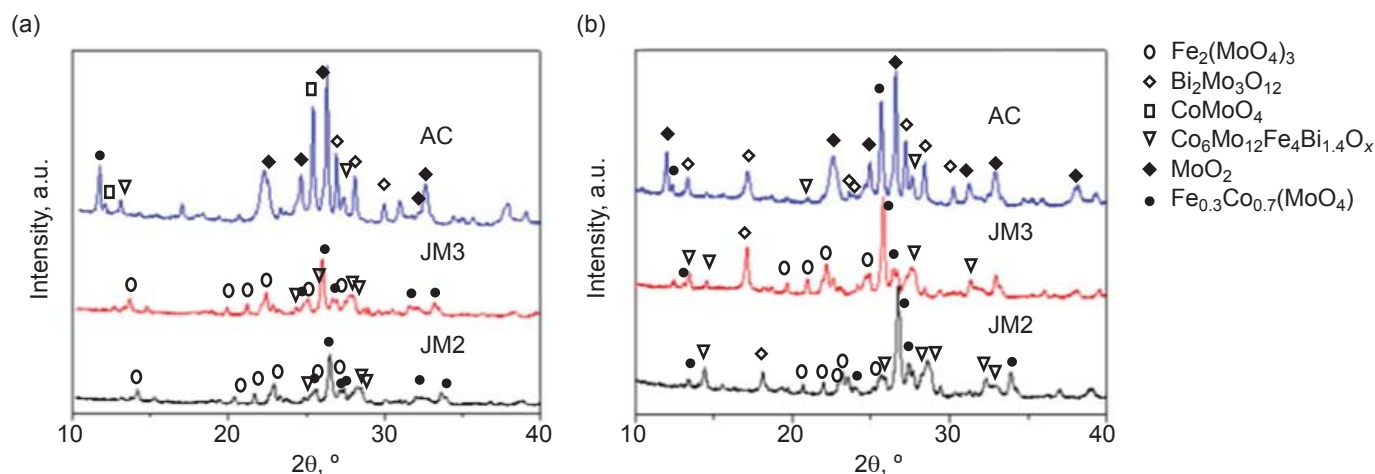 (a)
Intensity, a.u.
AC
JM3
JM2
10 20 30 40
2θ, º
(b)
Intensity, a.u.
AC
JM3
JM2
10 20 30 40
2θ, º
Fe₂(MoO₄)₃
Bi₂Mo₃O₁₂
CoMoO₄
Co₆Mo₁₂Fe₄Bi₁.₄Oₓ
MoO₂
Fe₀.₃Co₀.₇(MoO₄)